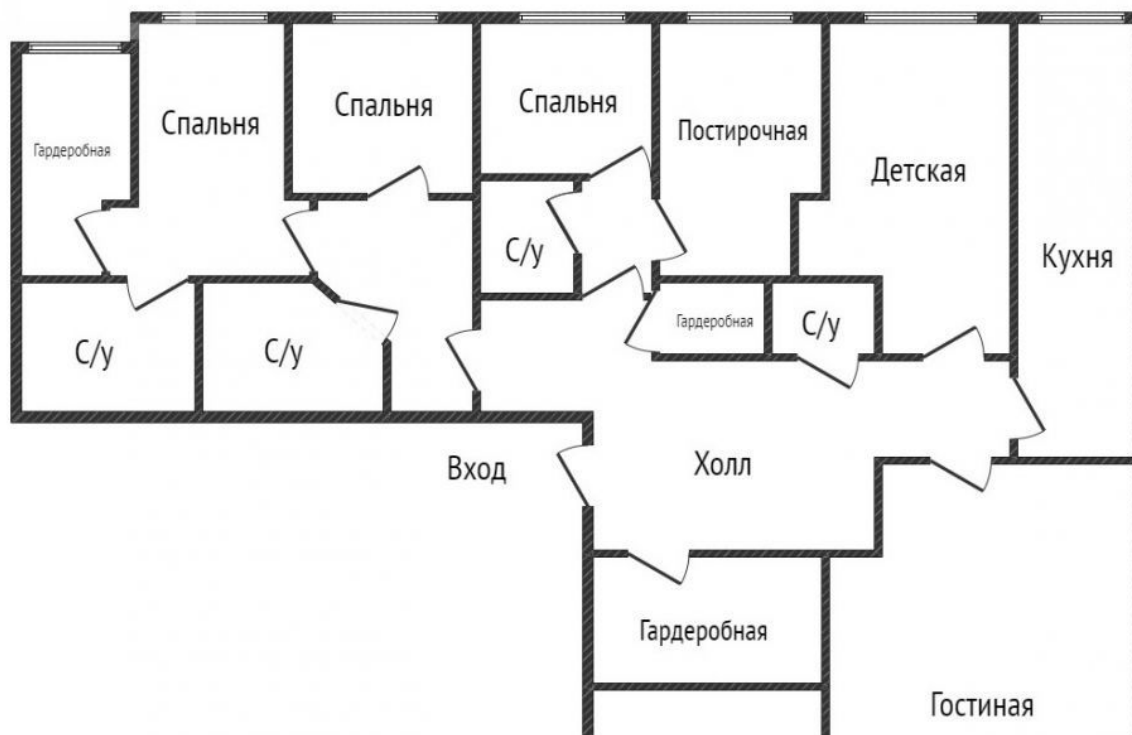 Спальня
Спальня
Спальня
Постирочная
Гардеробная
Детская
С/у
Кухня
Гардеробная
С/у
С/у
С/у
Вход
Холл
Гардеробная
Гостиная